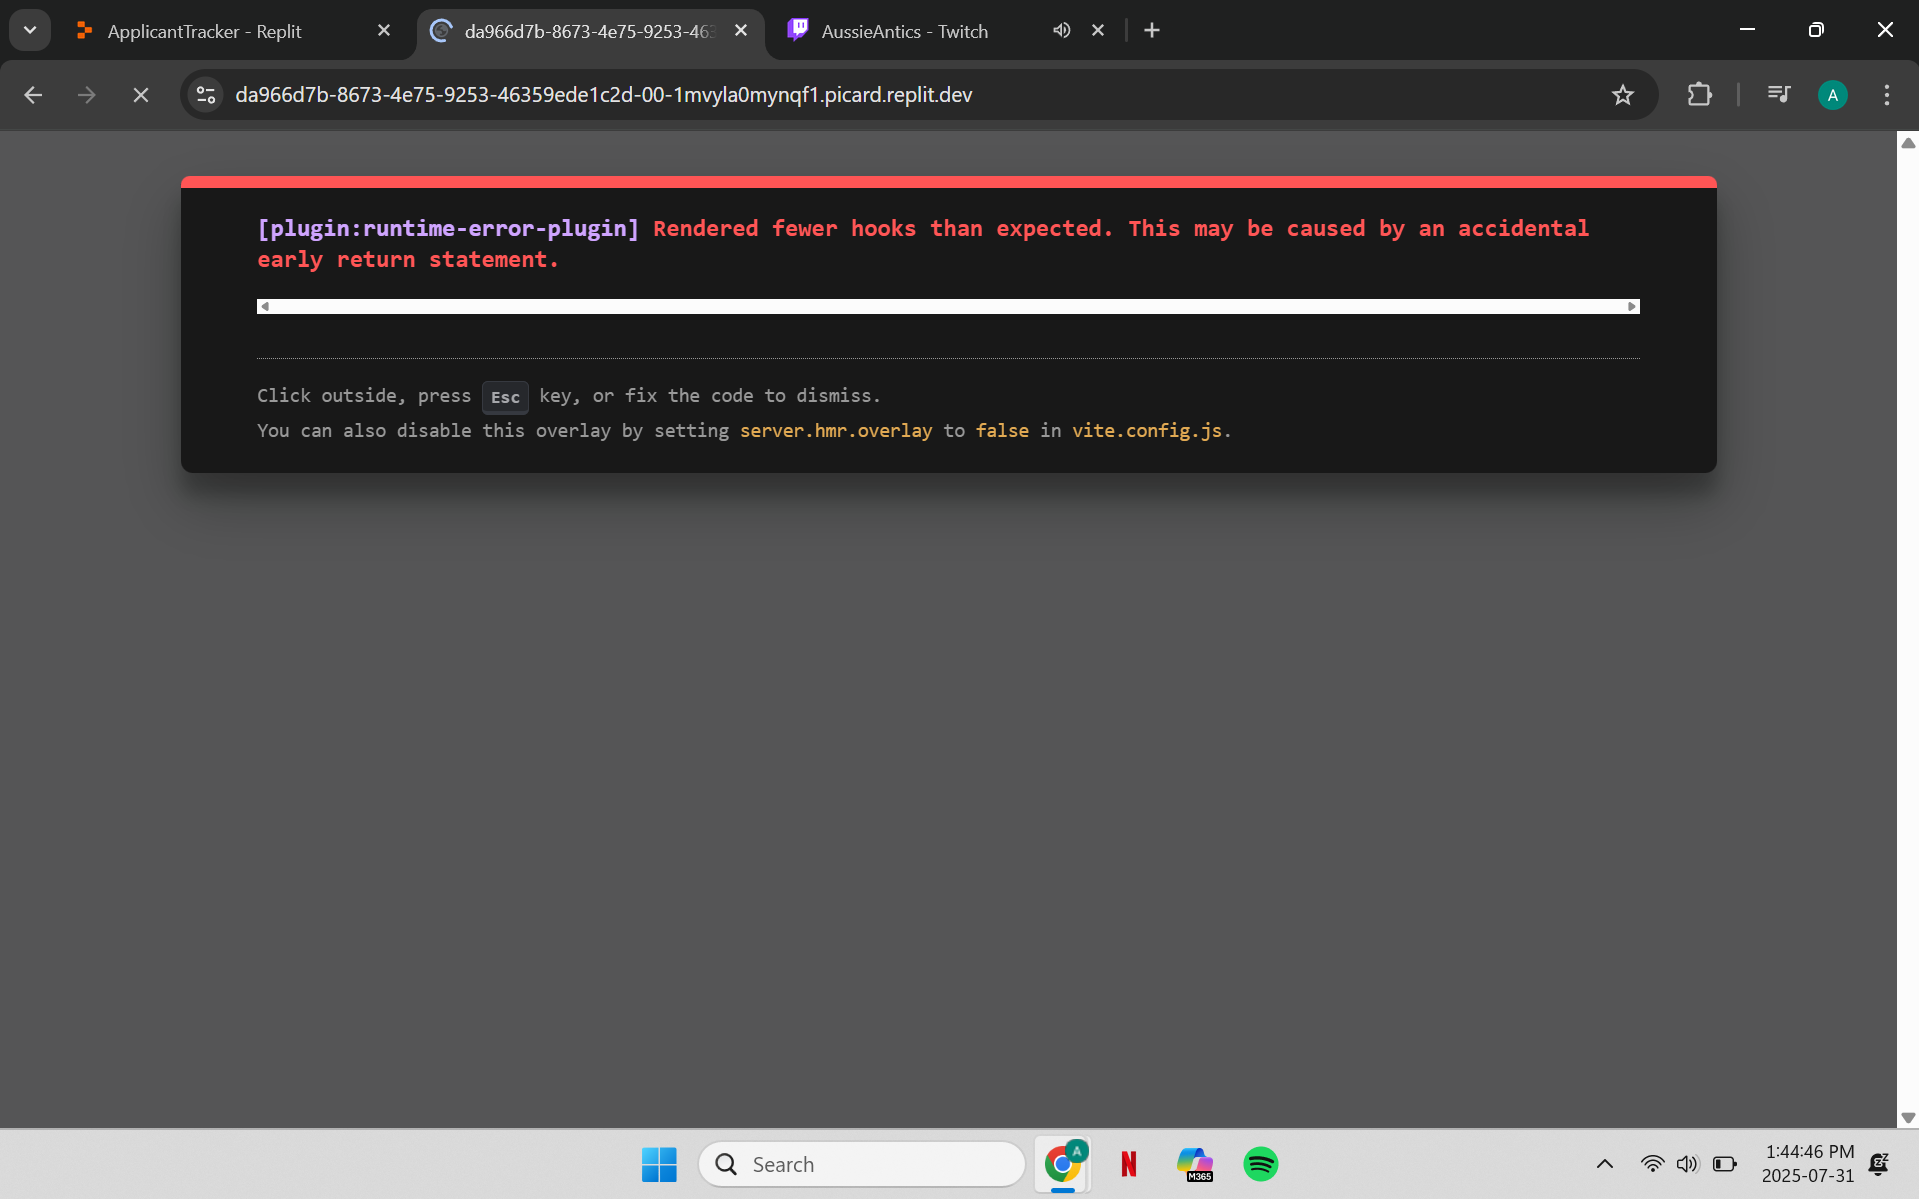 ApplicantTracker - Replit
da966d7b-8673-4e75-9253-463
AussieAntics - Twitch
da966d7b-8673-4e75-9253-46359ede1c2d-00-1mvyla0mynqf1.picard.replit.dev
A
[plugin:runtime-error-plugin] Rendered fewer hooks than expected. This may be caused by an accidental
early return statement.
Click outside, press Esc key, or fix the code to dismiss.
You can also disable this overlay by setting server.hmr.overlay to false in vite.config.js.
Search
A
N
M365
1:44:46 PM
2025-07-31